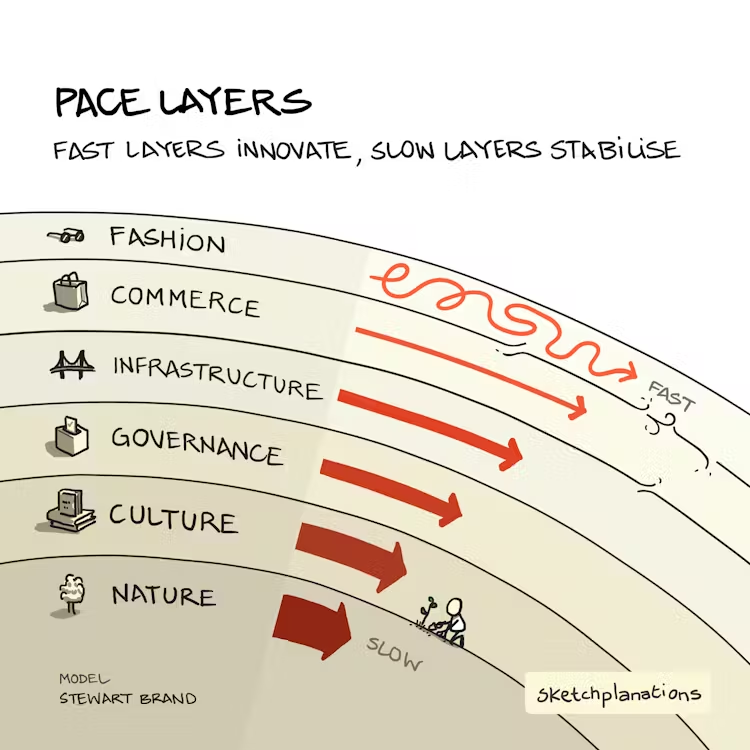 PACE LAYERS
FAST LAYERS INNOVATE, SLOW LAYERS STABILISE
FASHION
COMMERCE
INFRASTRUCTURE
GOVERNANCE
CULTURE
NATURE
FAST
SLOW
MODEL
STEWART BRAND
sketchplanations